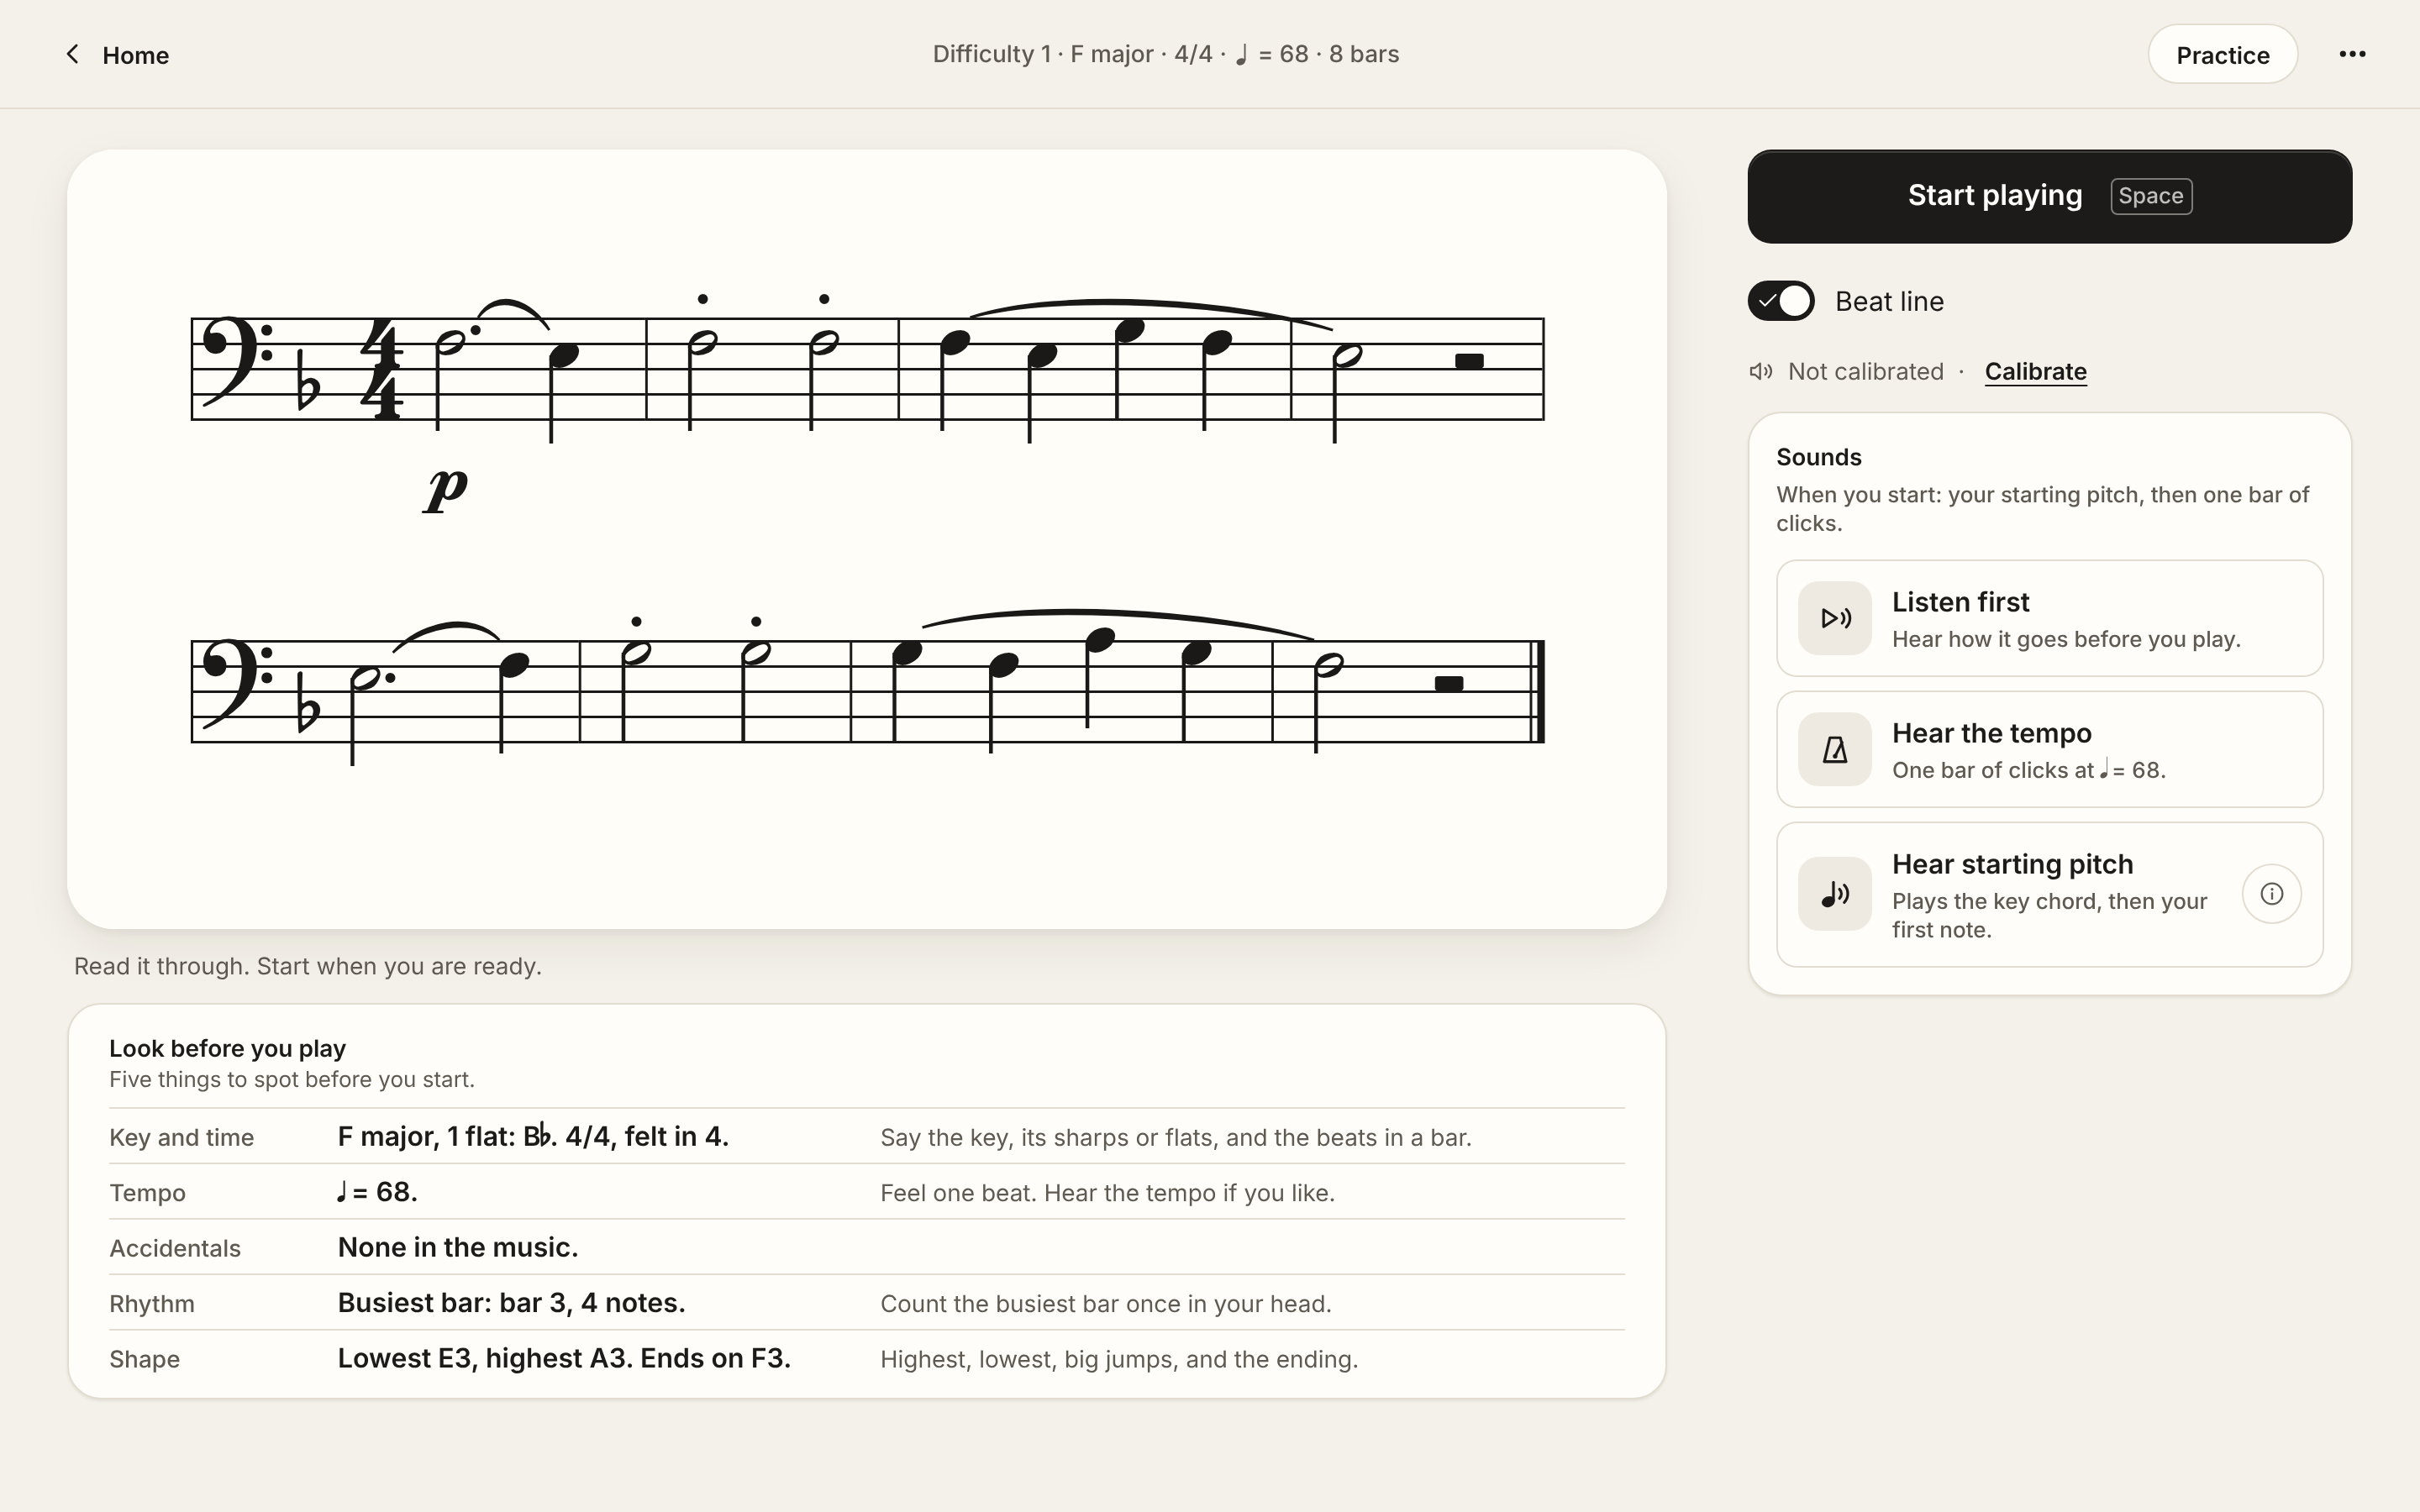 Home
Difficulty 1 · F major · 4/4 · ♩ = 68 · 8 bars
Practice
Start playing Space
Beat line
Not calibrated · Calibrate
Sounds
When you start: your starting pitch, then one bar of
clicks.
Listen first
Hear how it goes before you play.
Hear the tempo
One bar of clicks at ♩ = 68.
Hear starting pitch
Plays the key chord, then your
first note.
4
4
p
Read it through. Start when you are ready.
Look before you play
Five things to spot before you start.
Key and time F major, 1 flat: B♭. 4/4, felt in 4. Say the key, its sharps or flats, and the beats in a bar.
Tempo ♩ = 68. Feel one beat. Hear the tempo if you like.
Accidentals None in the music.
Rhythm Busiest bar: bar 3, 4 notes. Count the busiest bar once in your head.
Shape Lowest E3, highest A3. Ends on F3. Highest, lowest, big jumps, and the ending.